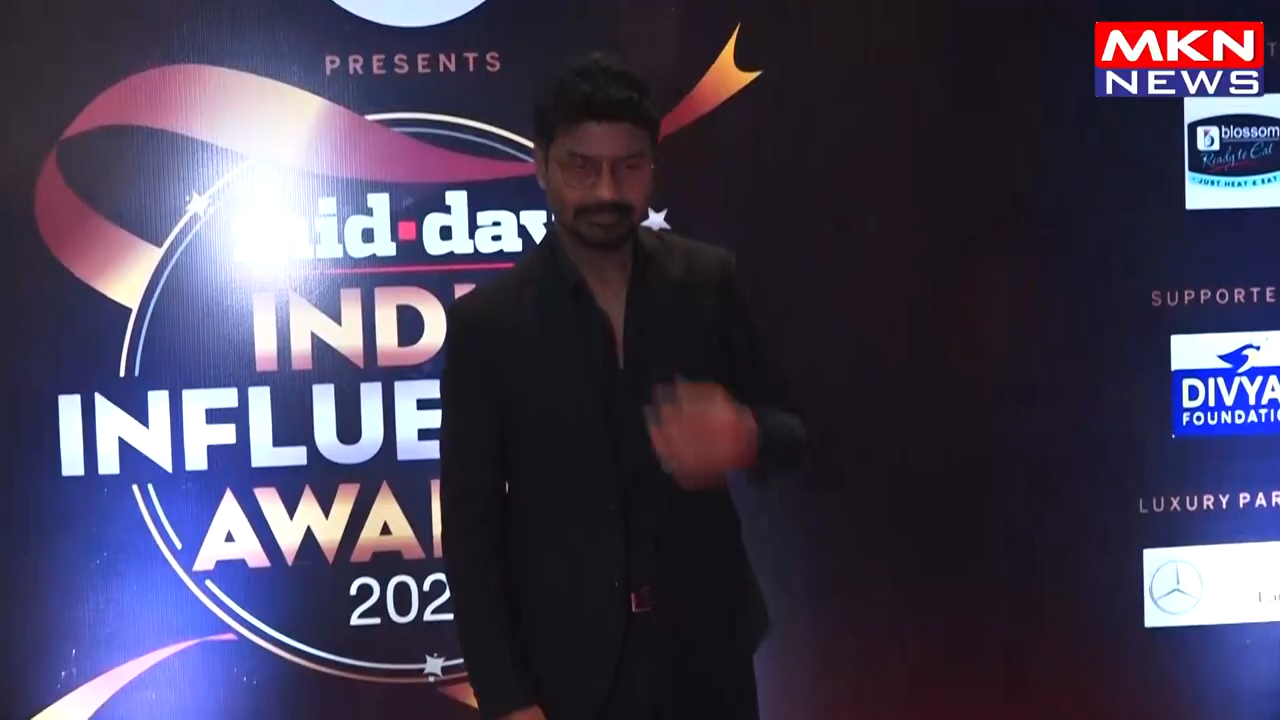 PRESENTS
mid·day
INDI
INFLUE
AWA
202
MKN
NEWS
blossom
Ready to Eat
JUST HEAT & EAT
SUPPORTE
DIVYA
FOUNDATIO
LUXURY PAR